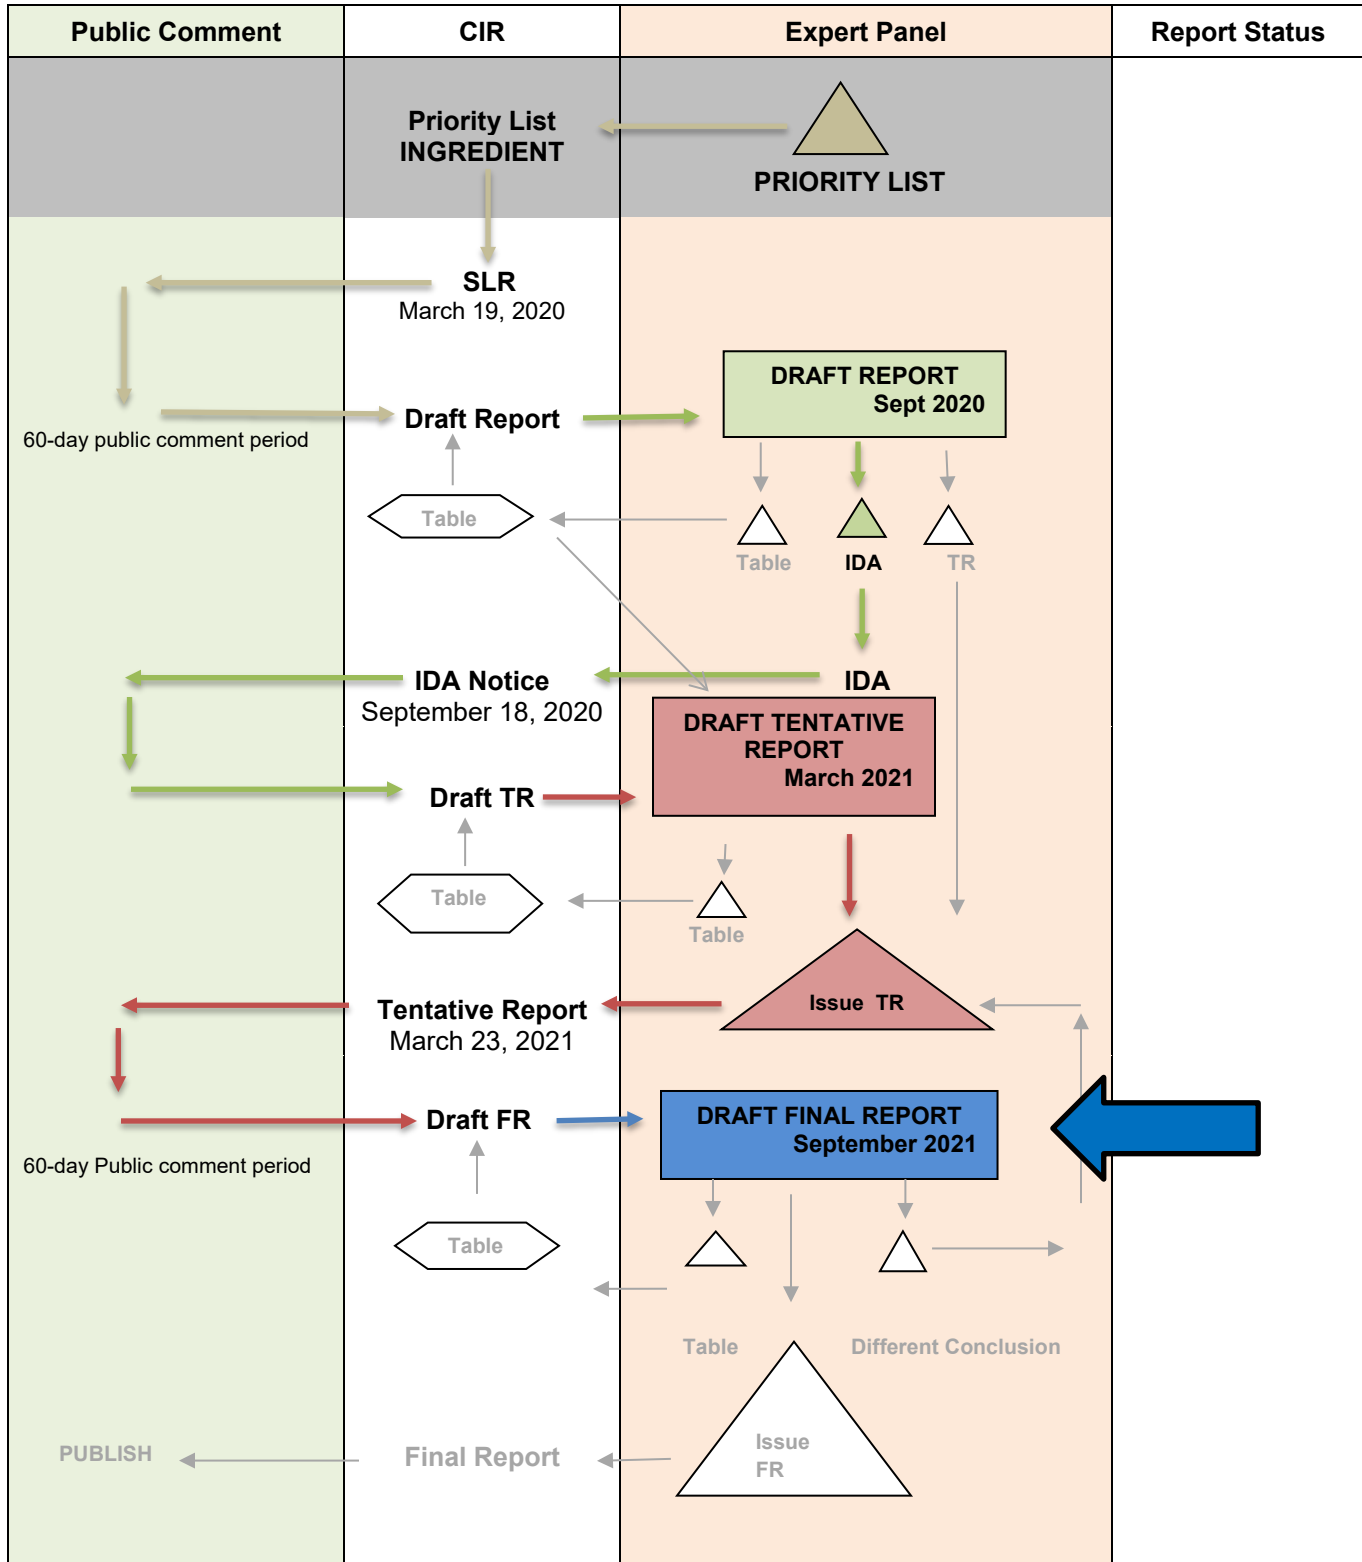 Public Comment
CIR
Expert Panel
Report Status
Priority List
INGREDIENT
PRIORITY LIST
SLR
March 19, 2020
60-day public comment period
Draft Report
DRAFT REPORT
Sept 2020
Table
Table
IDA
TR
IDA Notice
September 18, 2020
IDA
DRAFT TENTATIVE
REPORT
March 2021
Draft TR
Table
Table
Issue TR
Tentative Report
March 23, 2021
60-day Public comment period
Draft FR
DRAFT FINAL REPORT
September 2021
Table
Table
Different Conclusion
Issue
FR
PUBLISH
Final Report